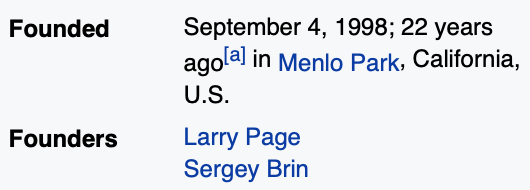 Founded September 4, 1998; 22 years
ago[a] in Menlo Park, California,
U.S.
Founders Larry Page
Sergey Brin